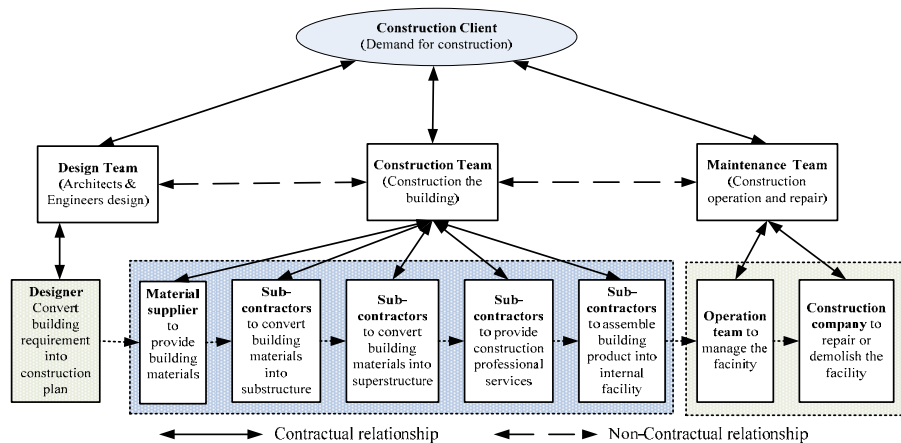 Construction Client
(Demand for construction)
Design Team
(Architects &
Engineers design)
Construction Team
(Construction the
building)
Maintenance Team
(Construction
operation and repair)
Designer
Convert
building
requirement
into
construction
plan
Material
supplier
to
provide
building
materials
Sub-
contractors
to convert
building
materials
into
substructure
Sub-
contractors
to convert
building
materials into
superstructure
Sub-
contractors
to provide
construction
professional
services
Sub-
contractors
to assemble
building
product into
internal
facility
Operation
team to
manage the
facinity
Construction
company to
repair or
demolish the
facility
Contractual relationship
Non-Contractual relationship